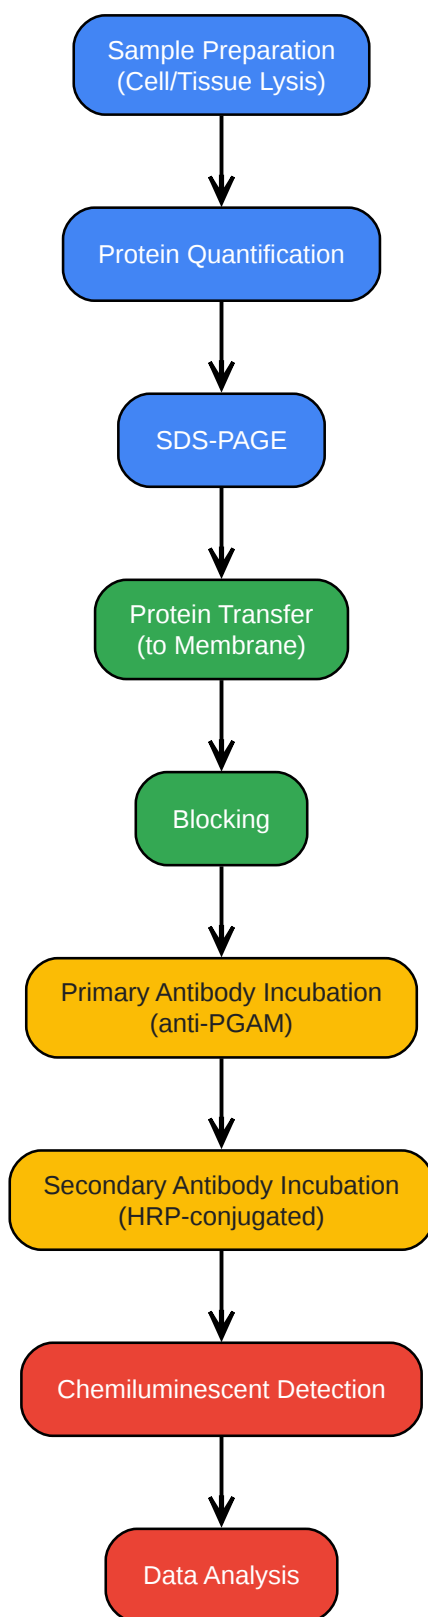 Sample Preparation
(Cell/Tissue Lysis)
Protein Quantification
SDS-PAGE
Protein Transfer
(to Membrane)
Blocking
Primary Antibody Incubation
(anti-PGAM)
Secondary Antibody Incubation
(HRP-conjugated)
Chemiluminescent Detection
Data Analysis